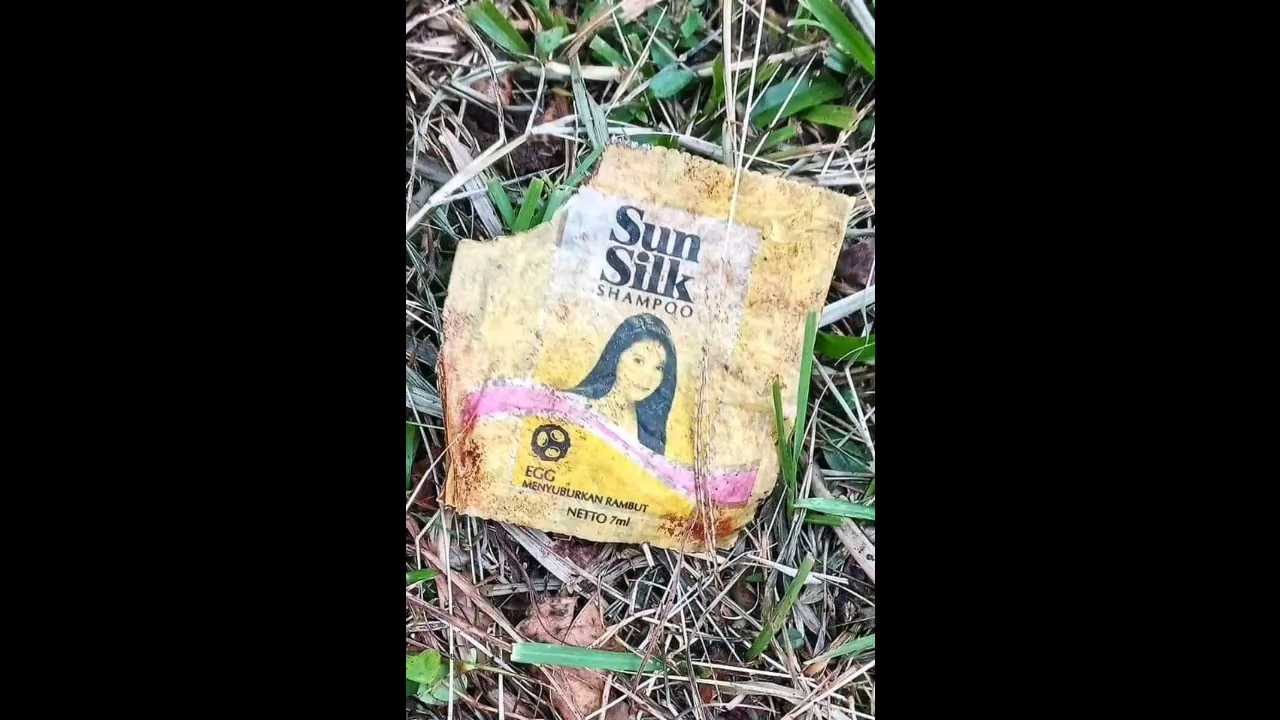 Sun
Silk
SHAMPOO
EGG
MENYUBURKAN RAMBUT
NETTO 7ml